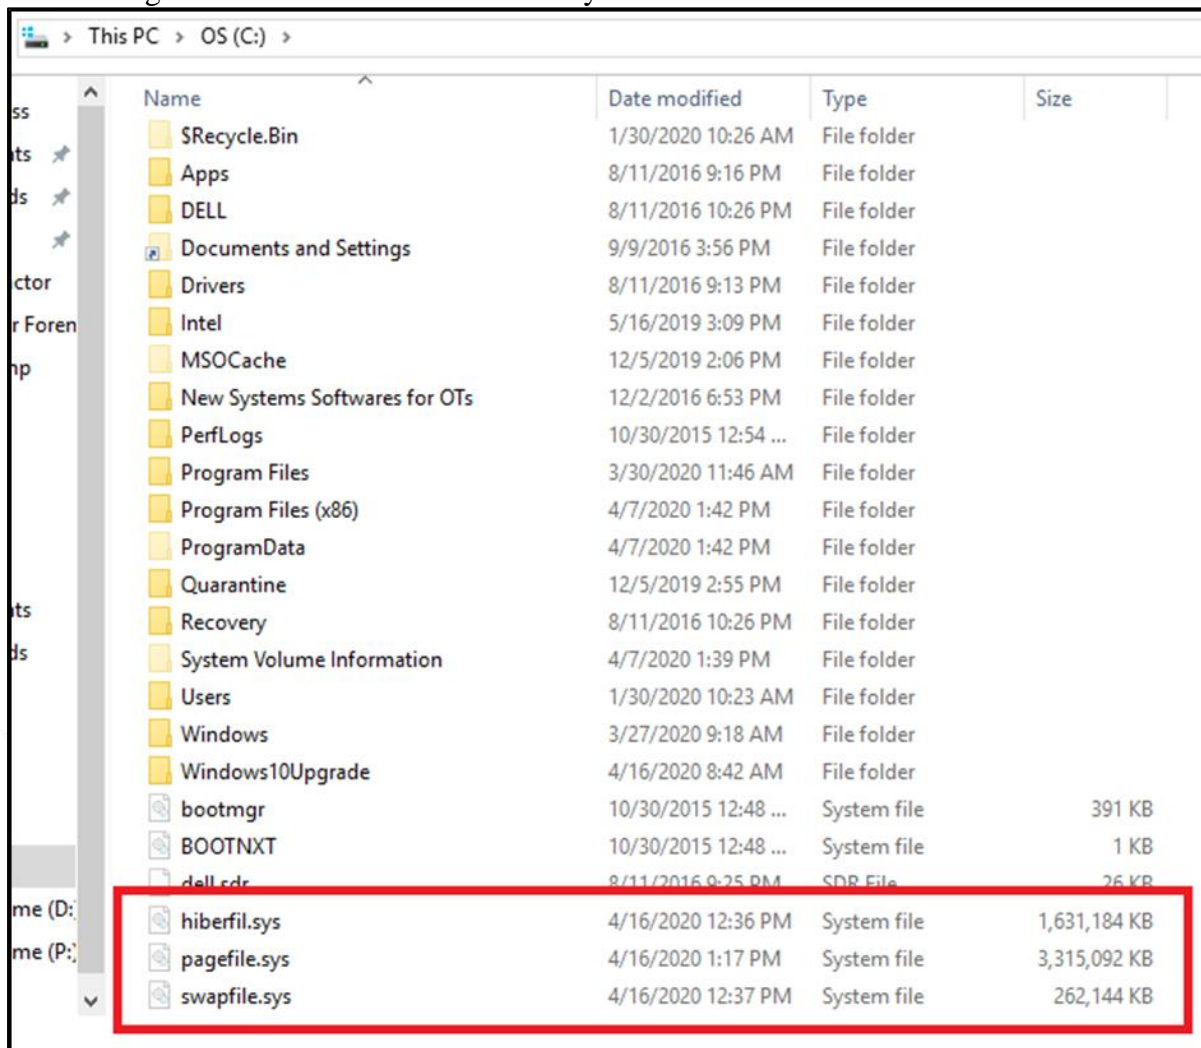 This PC > OS (C:) >
Name Date modified Type Size
$Recycle.Bin 1/30/2020 10:26 AM File folder
Apps 8/11/2016 9:16 PM File folder
DELL 8/11/2016 10:26 PM File folder
Documents and Settings 9/9/2016 3:56 PM File folder
ctor Drivers 8/11/2016 9:13 PM File folder
r Foren Intel 5/16/2019 3:09 PM File folder
MSOCache 12/5/2019 2:06 PM File folder
New Systems Softwares for OTs 12/2/2016 6:53 PM File folder
PerfLogs 10/30/2015 12:54 ... File folder
Program Files 3/30/2020 11:46 AM File folder
Program Files (x86) 4/7/2020 1:42 PM File folder
ProgramData 4/7/2020 1:42 PM File folder
Quarantine 12/5/2019 2:55 PM File folder
Recovery 8/11/2016 10:26 PM File folder
System Volume Information 4/7/2020 1:39 PM File folder
Users 1/30/2020 10:23 AM File folder
Windows 3/27/2020 9:18 AM File folder
Windows10Upgrade 4/16/2020 8:42 AM File folder
bootmgr 10/30/2015 12:48 ... System file 391 KB
BOOTNXT 10/30/2015 12:48 ... System file 1 KB
dell.sdr 8/11/2016 9:25 PM SDR File 26 KB
me (D: hiberfil.sys 4/16/2020 12:36 PM System file 1,631,184 KB
me (P: pagefile.sys 4/16/2020 1:17 PM System file 3,315,092 KB
swapfile.sys 4/16/2020 12:37 PM System file 262,144 KB